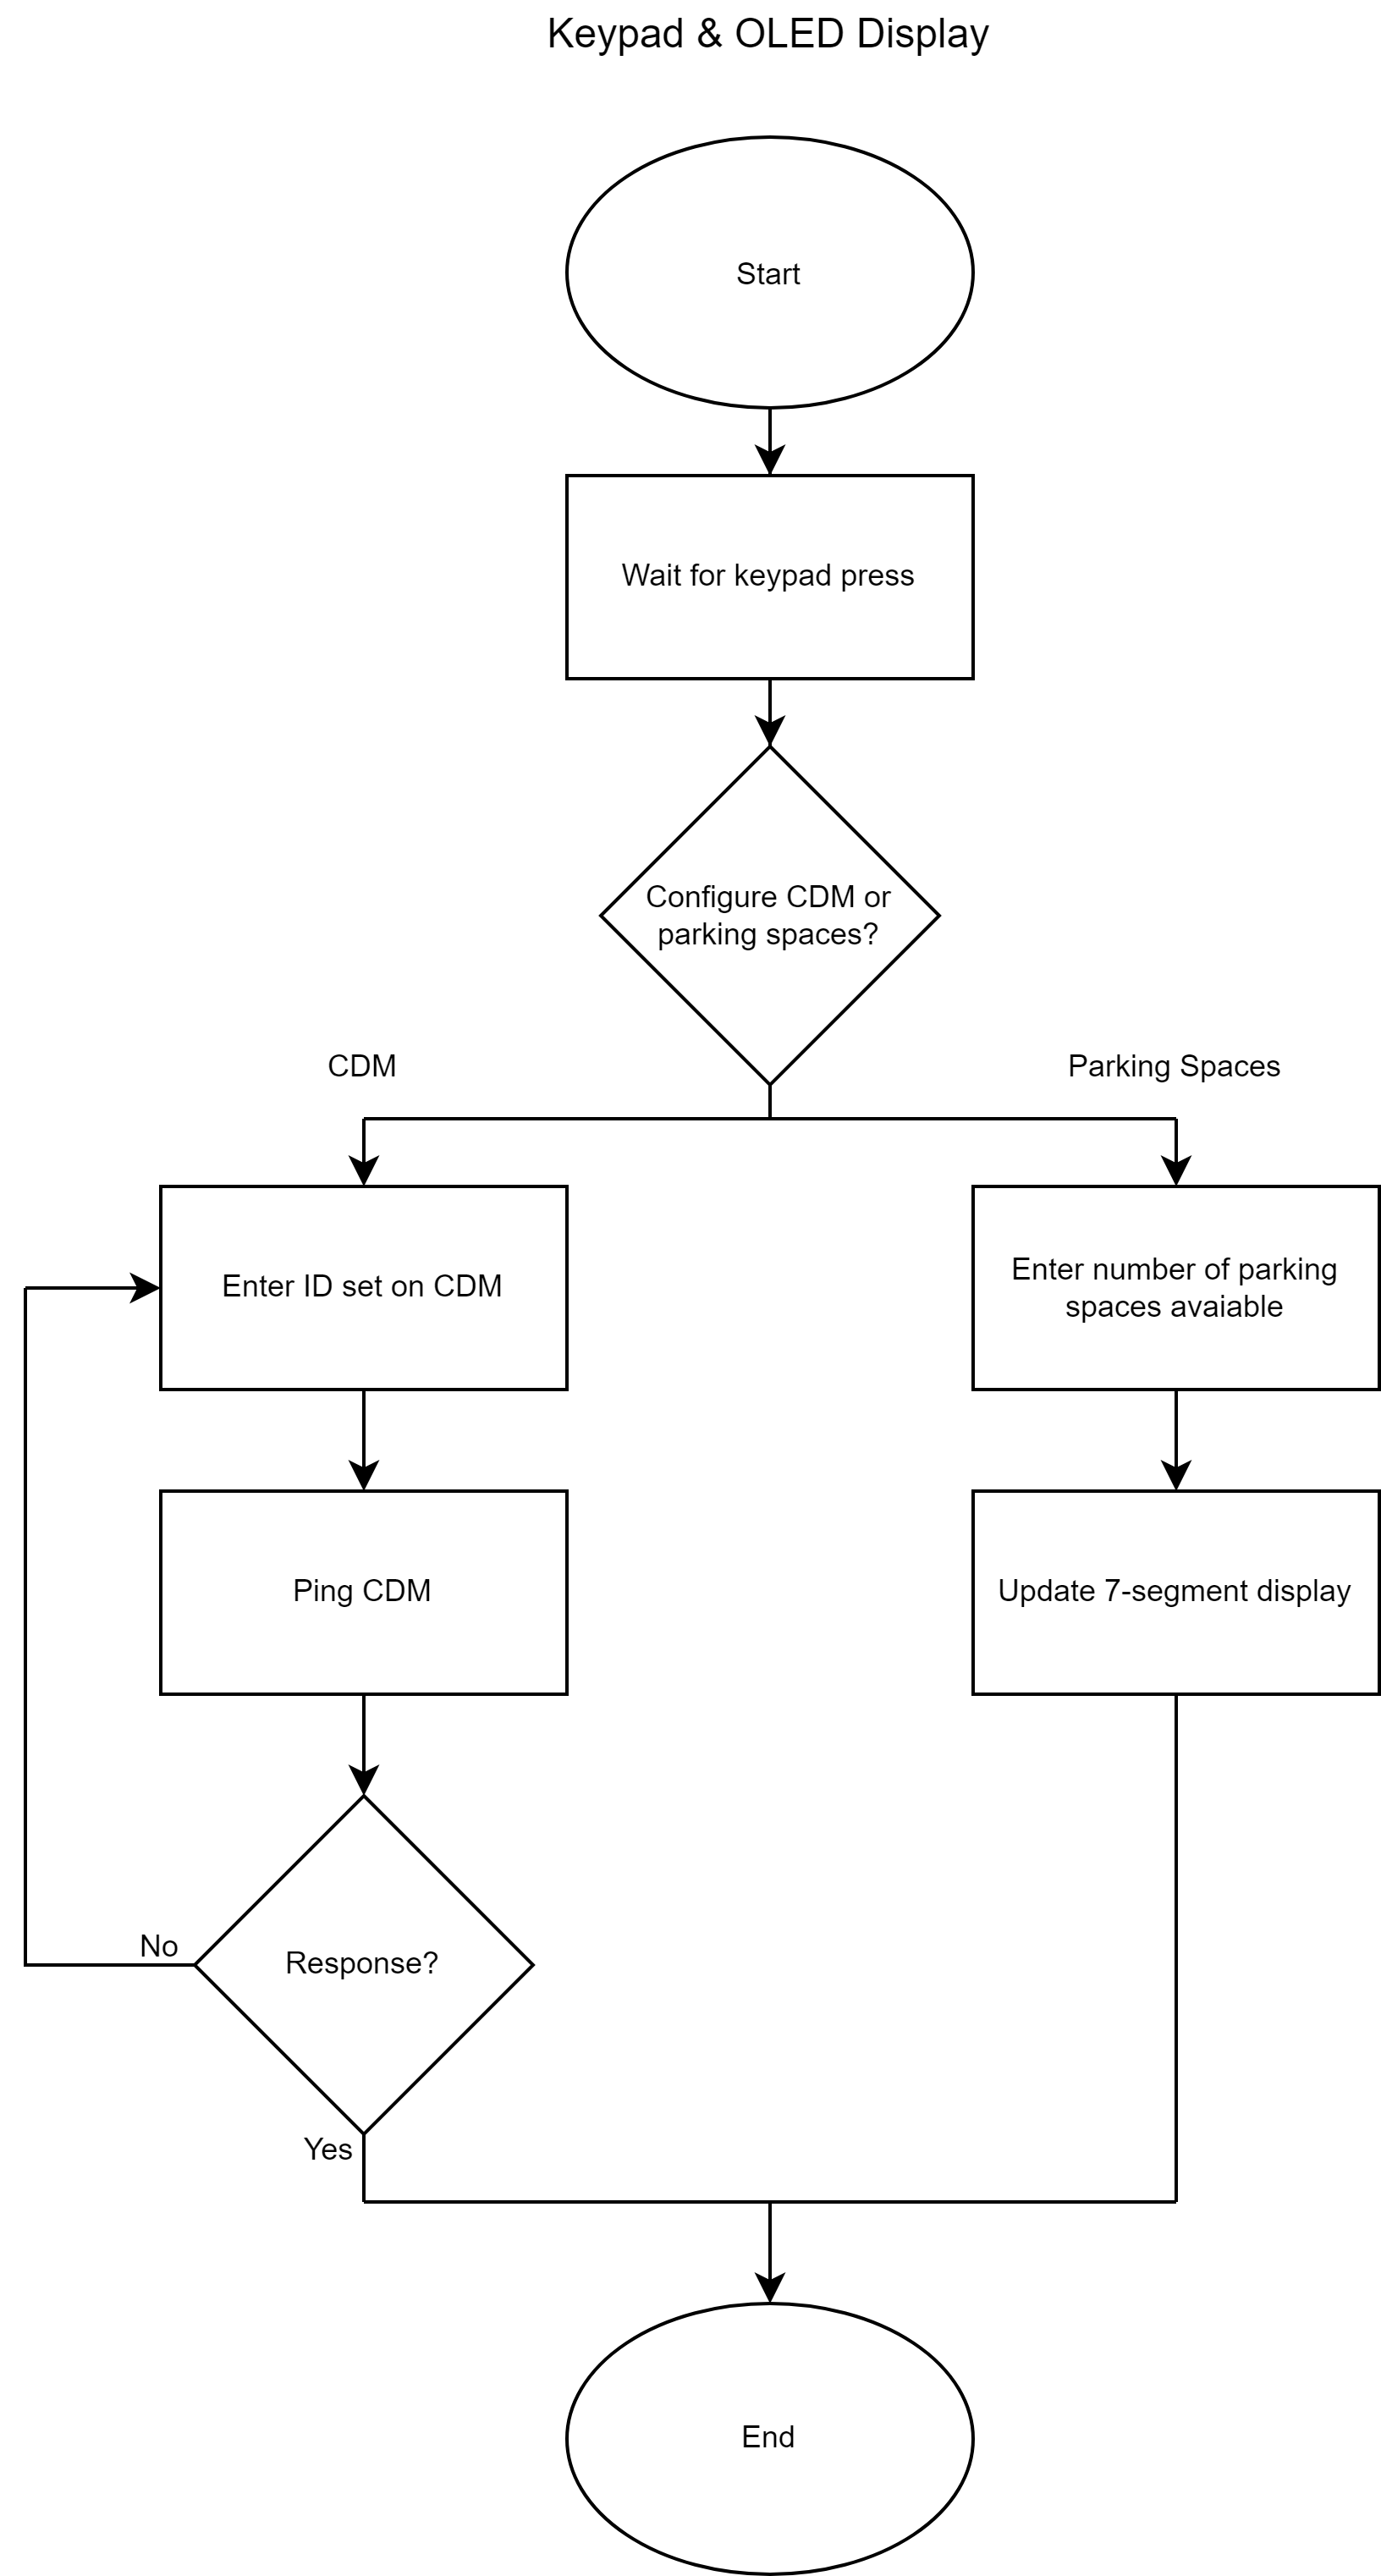 Keypad & OLED Display
Start
Wait for keypad press
Configure CDM or
parking spaces?
CDM
Parking Spaces
Enter ID set on CDM
Enter number of parking
spaces avaiable
Ping CDM
Update 7-segment display
No
Response?
Yes
End